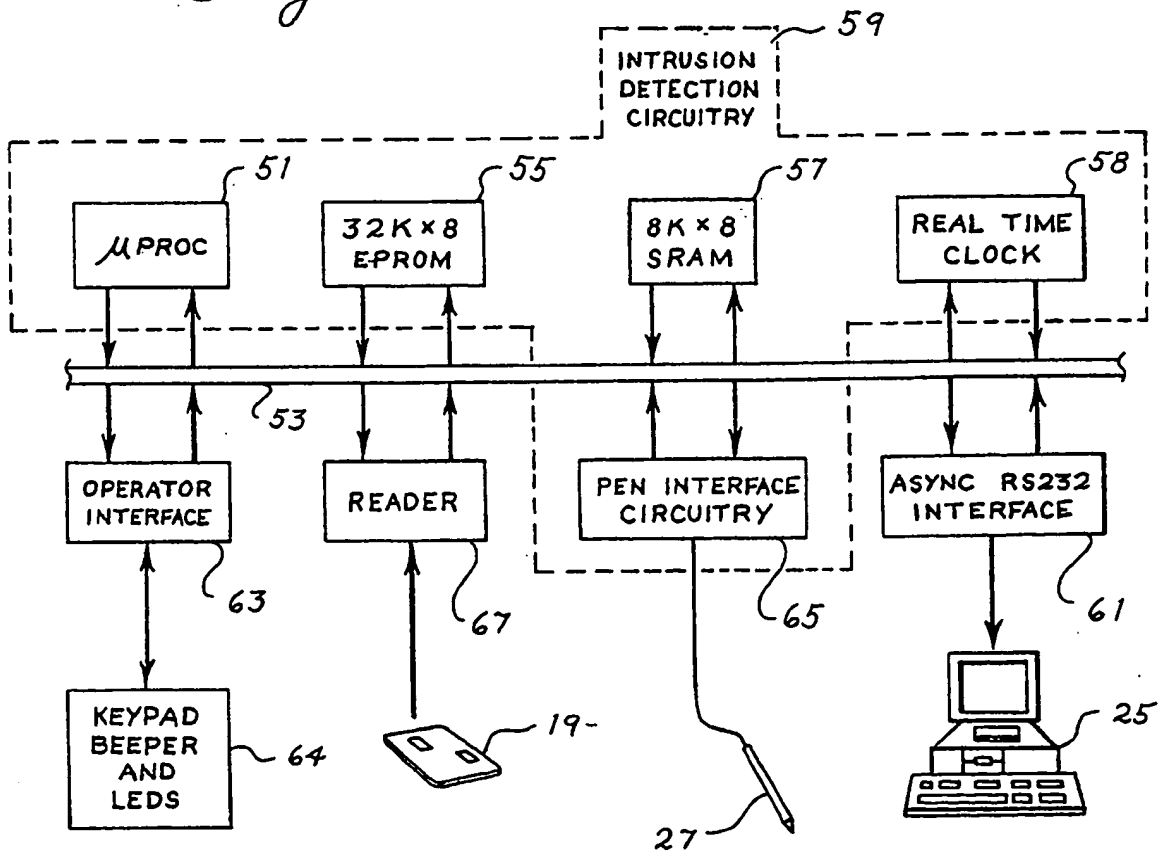 59
INTRUSION
DETECTION
CIRCUITRY
51
55
57
58
μPROC
32K × 8
EPROM
8K × 8
SRAM
REAL TIME
CLOCK
53
OPERATOR
INTERFACE
READER
PEN INTERFACE
CIRCUITRY
ASYNC RS232
INTERFACE
63
67
65
61
KEYPAD
BEEPER
AND
LEDS
64
19
27
25